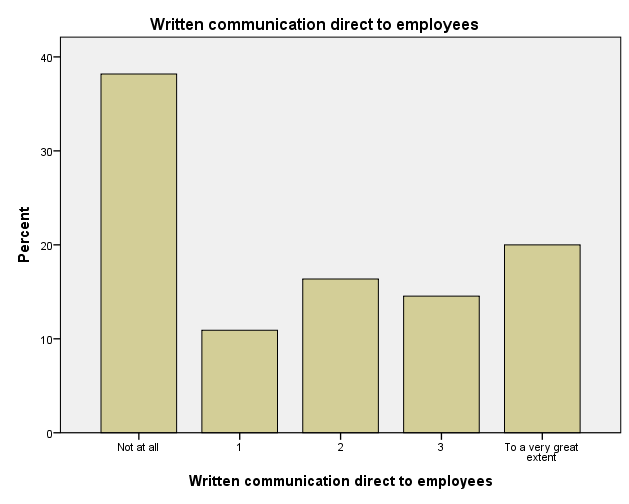 Written communication direct to employees
40
30
20
10
0
Percent
Not at all
1
2
3
To a very great
extent
Written communication direct to employees